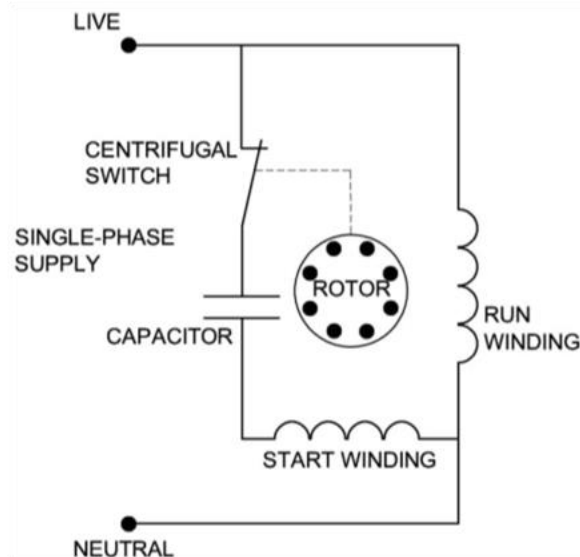 LIVE
CENTRIFUGAL
SWITCH
SINGLE-PHASE
SUPPLY
ROTOR
CAPACITOR
RUN
WINDING
START WINDING
NEUTRAL